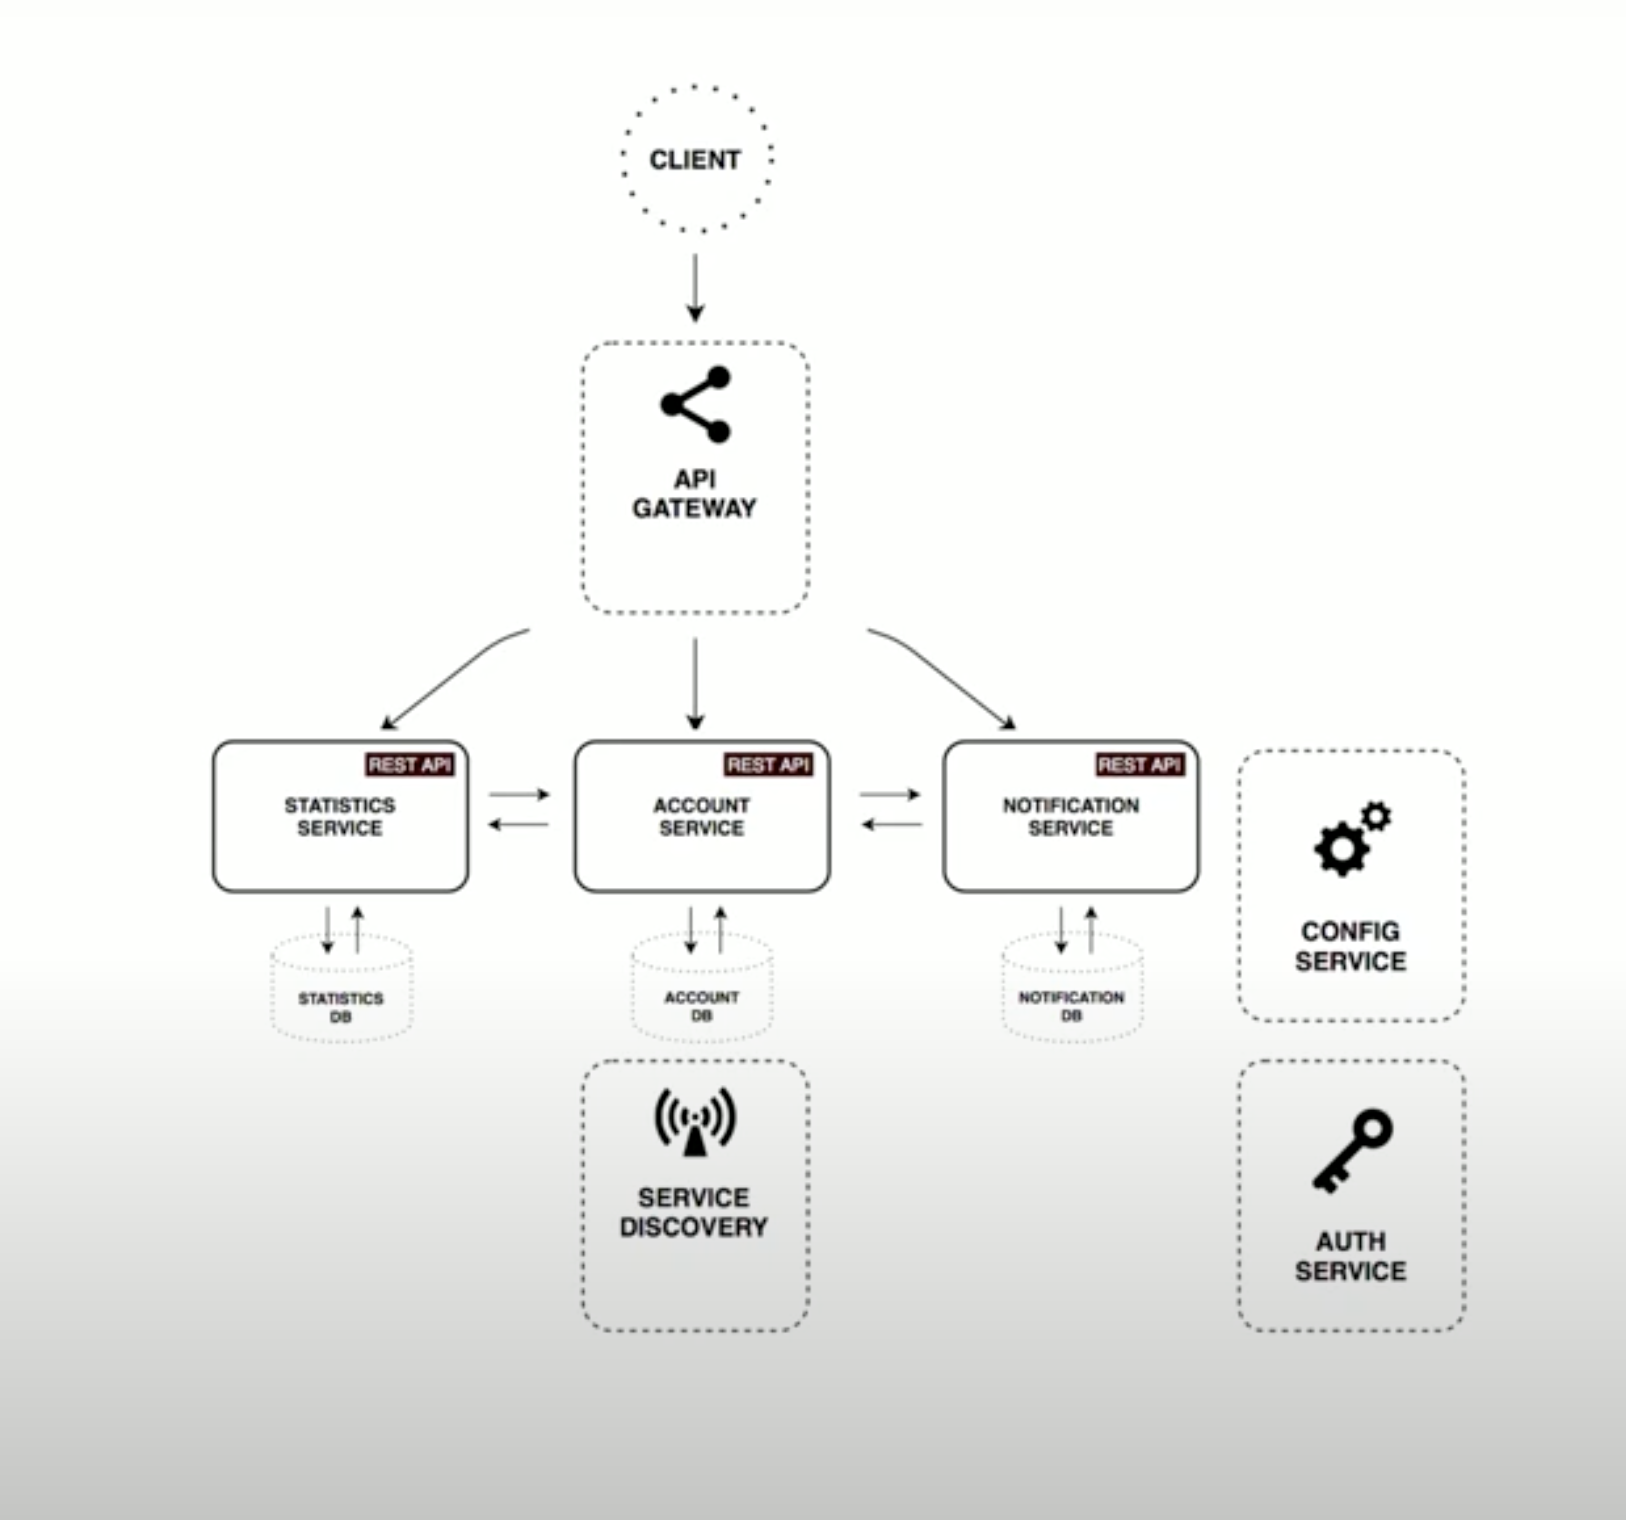 CLIENT
API
GATEWAY
REST API
STATISTICS
SERVICE
REST API
ACCOUNT
SERVICE
REST API
NOTIFICATION
SERVICE
STATISTICS
DB
ACCOUNT
DB
NOTIFICATION
DB
CONFIG
SERVICE
SERVICE
DISCOVERY
AUTH
SERVICE